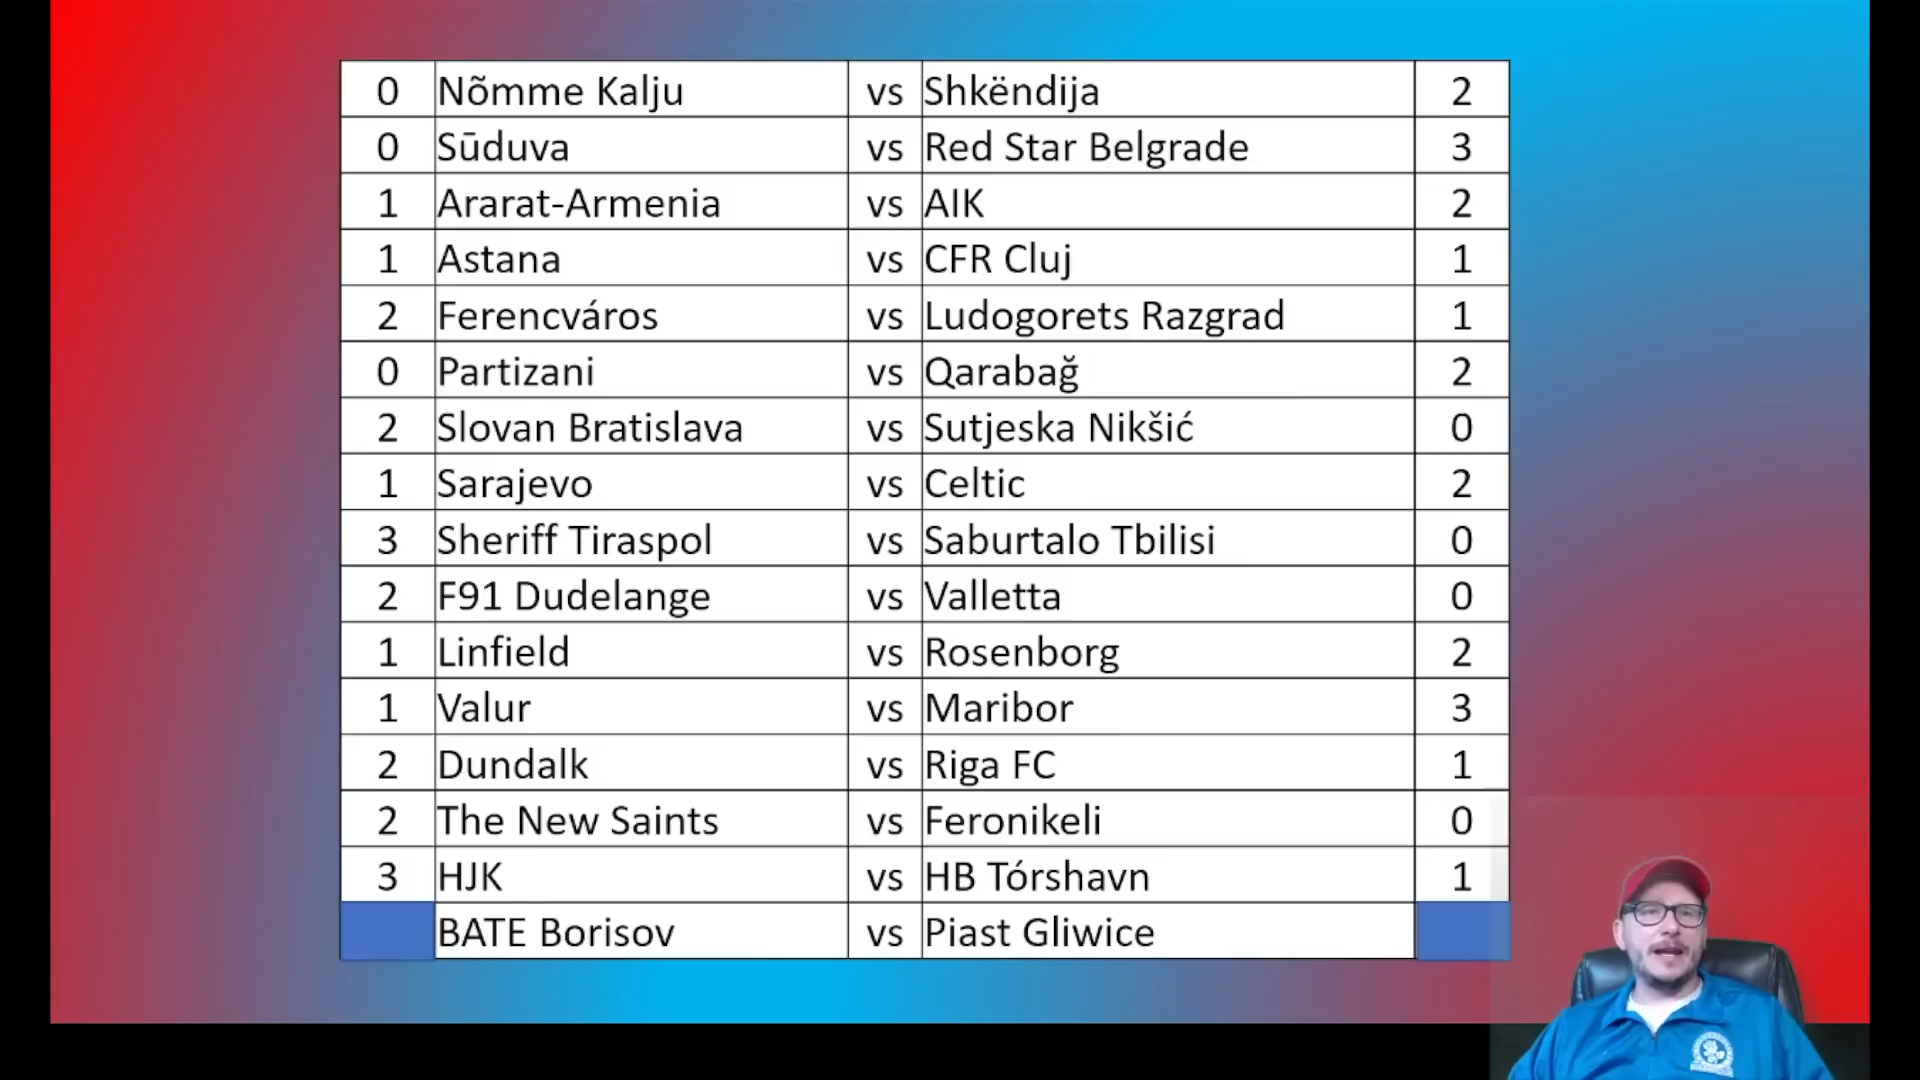 0 Nõmme Kalju vs Shkëndija 2
0 Sūduva vs Red Star Belgrade 3
1 Ararat-Armenia vs AIK 2
1 Astana vs CFR Cluj 1
2 Ferencváros vs Ludogorets Razgrad 1
0 Partizani vs Qarabağ 2
2 Slovan Bratislava vs Sutjeska Nikšić 0
1 Sarajevo vs Celtic 2
3 Sheriff Tiraspol vs Saburtalo Tbilisi 0
2 F91 Dudelange vs Valletta 0
1 Linfield vs Rosenborg 2
1 Valur vs Maribor 3
2 Dundalk vs Riga FC 1
2 The New Saints vs Feronikeli 0
3 HJK vs HB Tórshavn 1
BATE Borisov vs Piast Gliwice